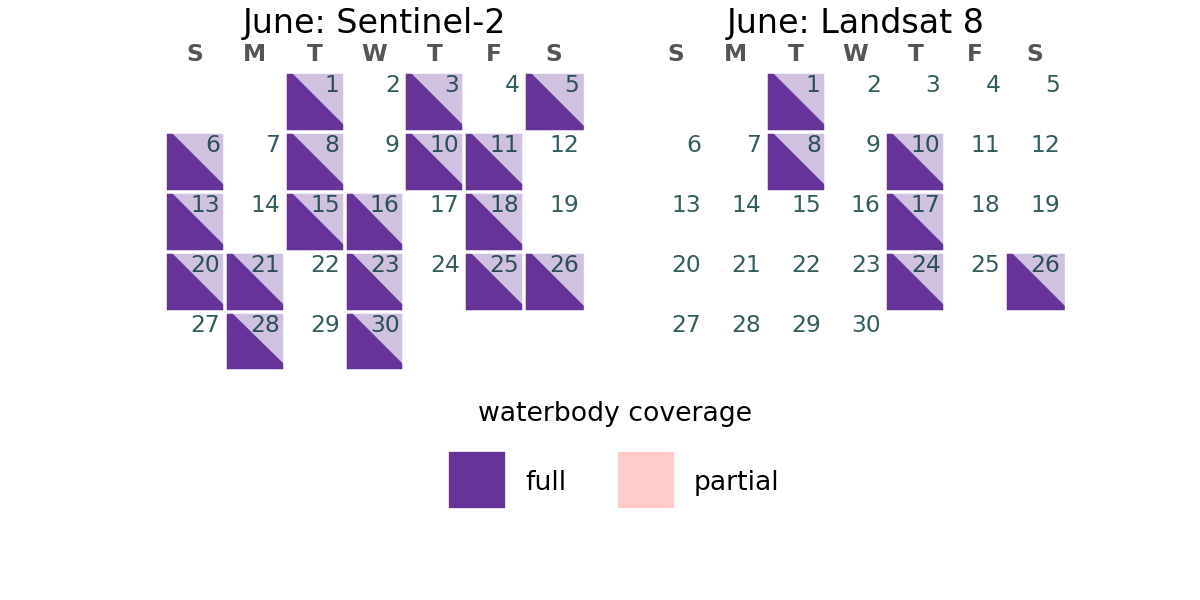 June: Sentinel-2
S M T W T F S
1 2 3 4 5
6 7 8 9 10 11 12
13 14 15 16 17 18 19
20 21 22 23 24 25 26
27 28 29 30
June: Landsat 8
S M T W T F S
1 2 3 4 5
6 7 8 9 10 11 12
13 14 15 16 17 18 19
20 21 22 23 24 25 26
27 28 29 30
waterbody coverage
full
partial